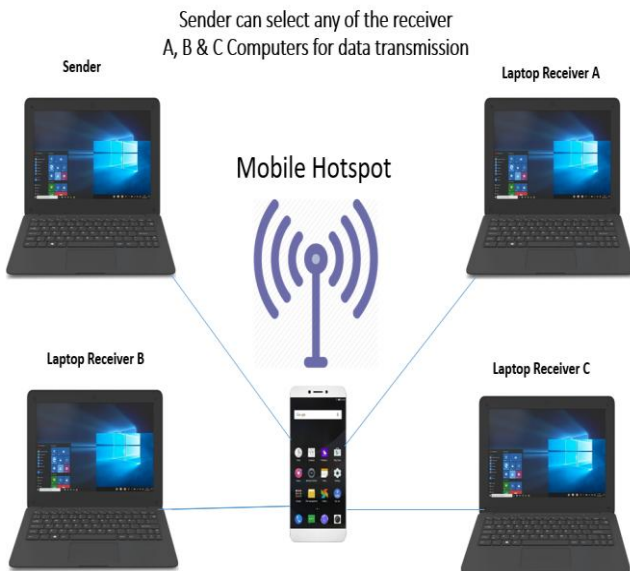 Sender can select any of the receiver
A, B & C Computers for data transmission
Sender
Laptop Receiver A
Mobile Hotspot
Laptop Receiver B
Laptop Receiver C